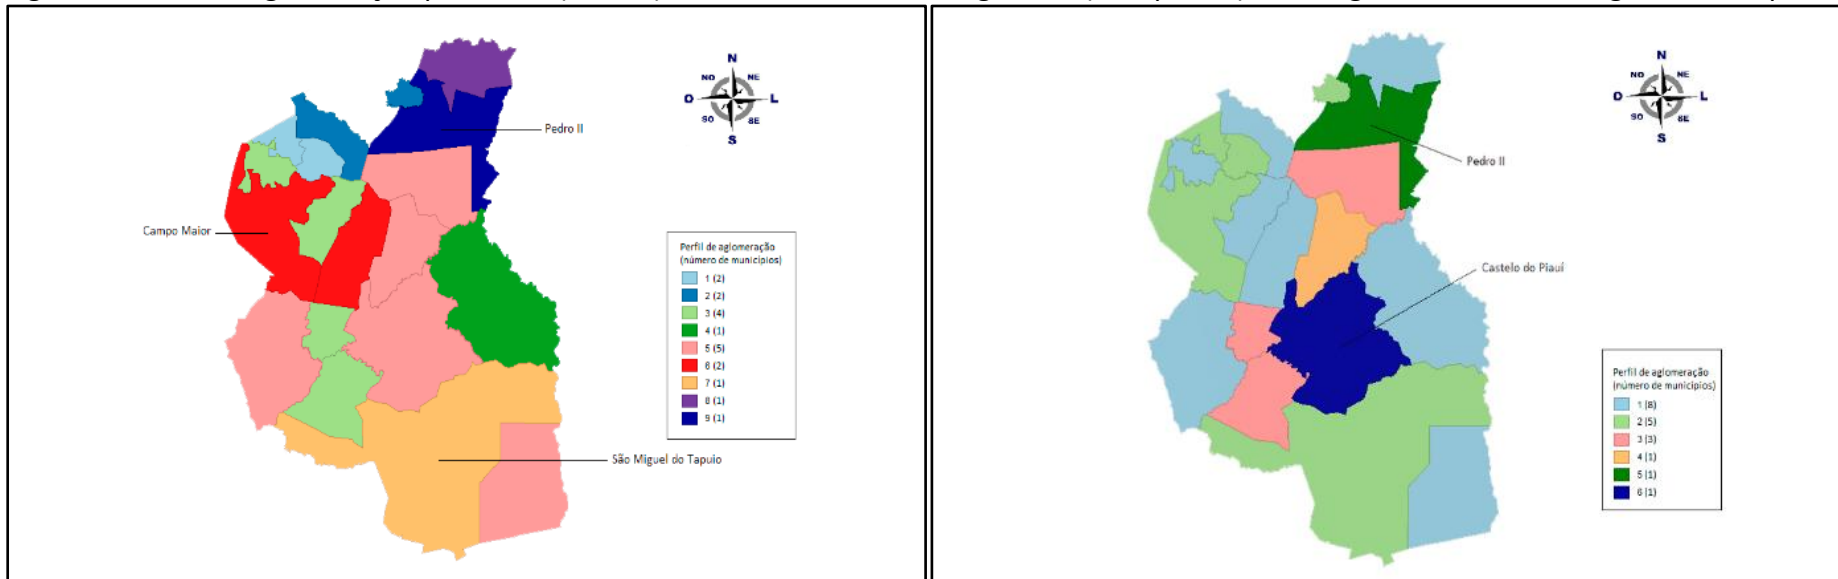 N
NO NE
O L
SO SE
S
Pedro II
Campo Maior
Perfil de aglomeração
(número de municípios)
1 (2)
2 (2)
3 (4)
4 (1)
5 (5)
6 (2)
7 (1)
8 (1)
9 (1)
São Miguel do Tapuio
N
NO NE
O L
SO SE
S
Pedro II
Castelo do Piauí
Perfil de aglomeração
(número de municípios)
1 (8)
2 (5)
3 (3)
4 (1)
5 (1)
6 (1)